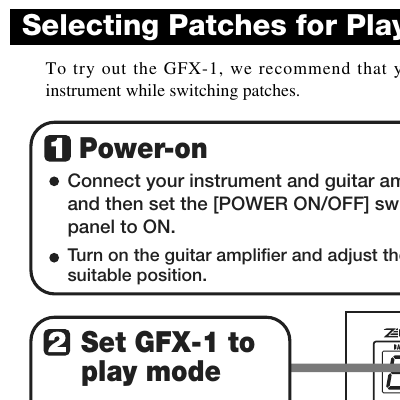 Selecting Patches for Play
To try out the GFX-1, we recommend that y
instrument while switching patches.
1 Power-on
● Connect your instrument and guitar am
and then set the [POWER ON/OFF] sw
panel to ON.
● Turn on the guitar amplifier and adjust th
suitable position.
2 Set GFX-1 to
play mode